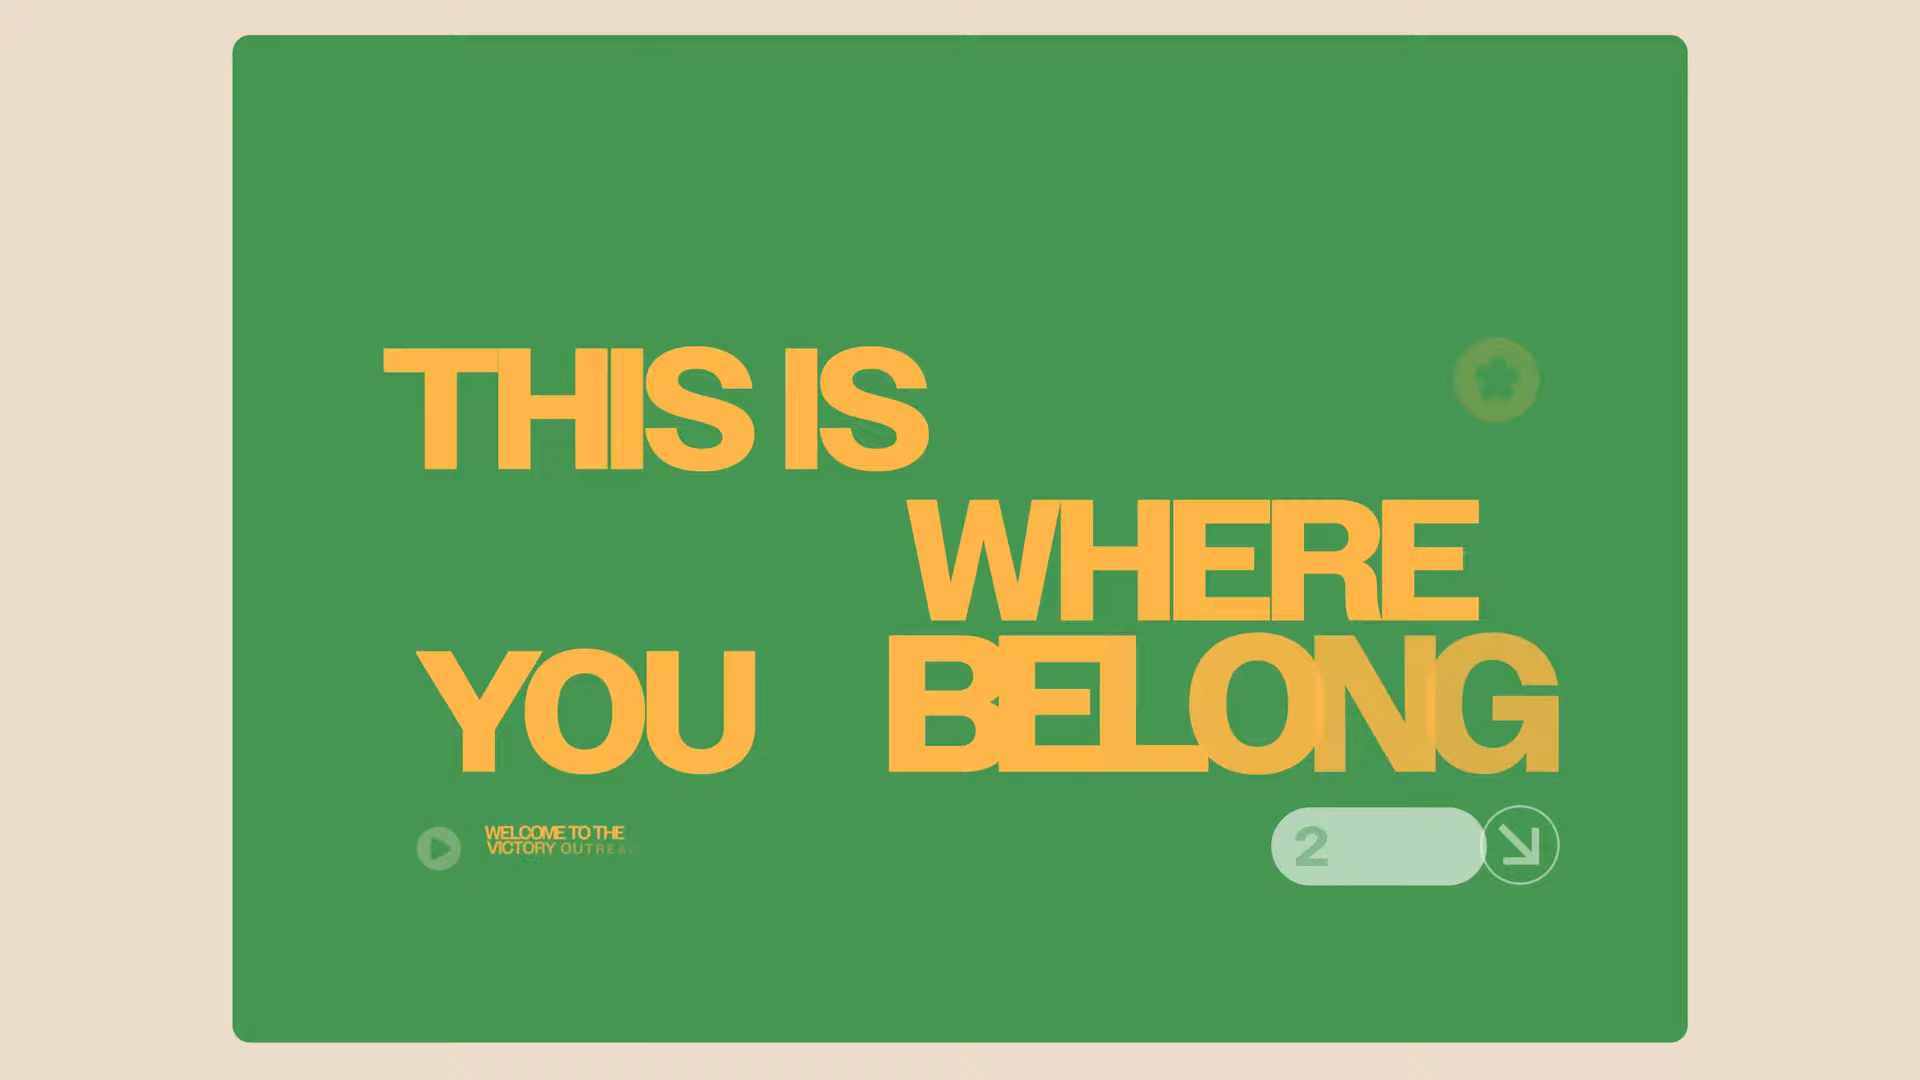 THIS IS
WHERE
YOU BELONG
WELCOME TO THE
VICTORY
2